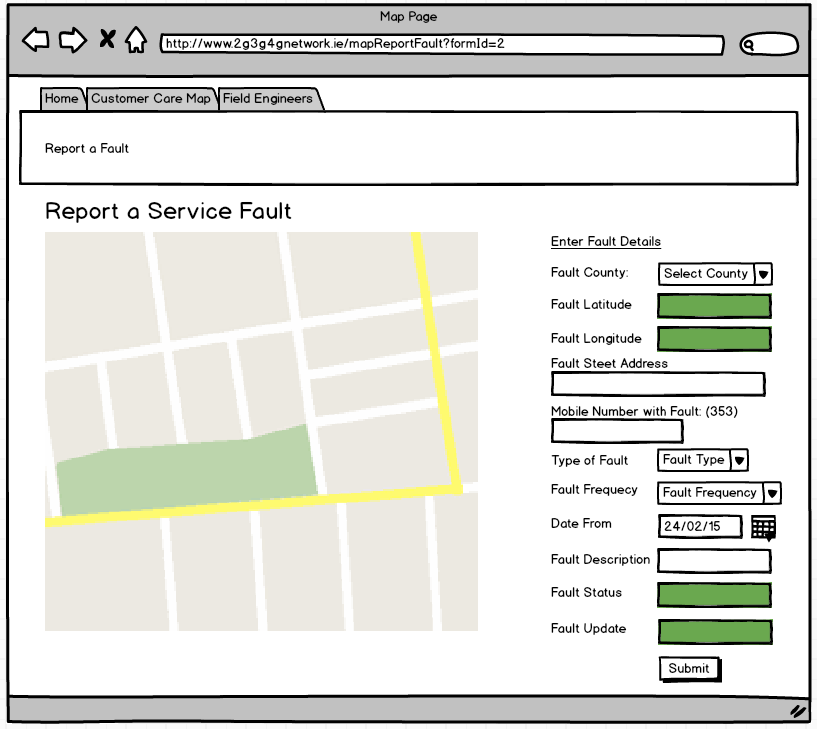 Map Page
http://www.2g3g4gnetwork.ie/mapReportFault?formId=2
Home Customer Care Map Field Engineers
Report a Fault
Report a Service Fault
Enter Fault Details
Fault County: Select County
Fault Latitude
Fault Longitude
Fault Steet Address
Mobile Number with Fault: (353)
Type of Fault Fault Type
Fault Frequecy Fault Frequency
Date From 24/02/15
Fault Description
Fault Status
Fault Update
Submit